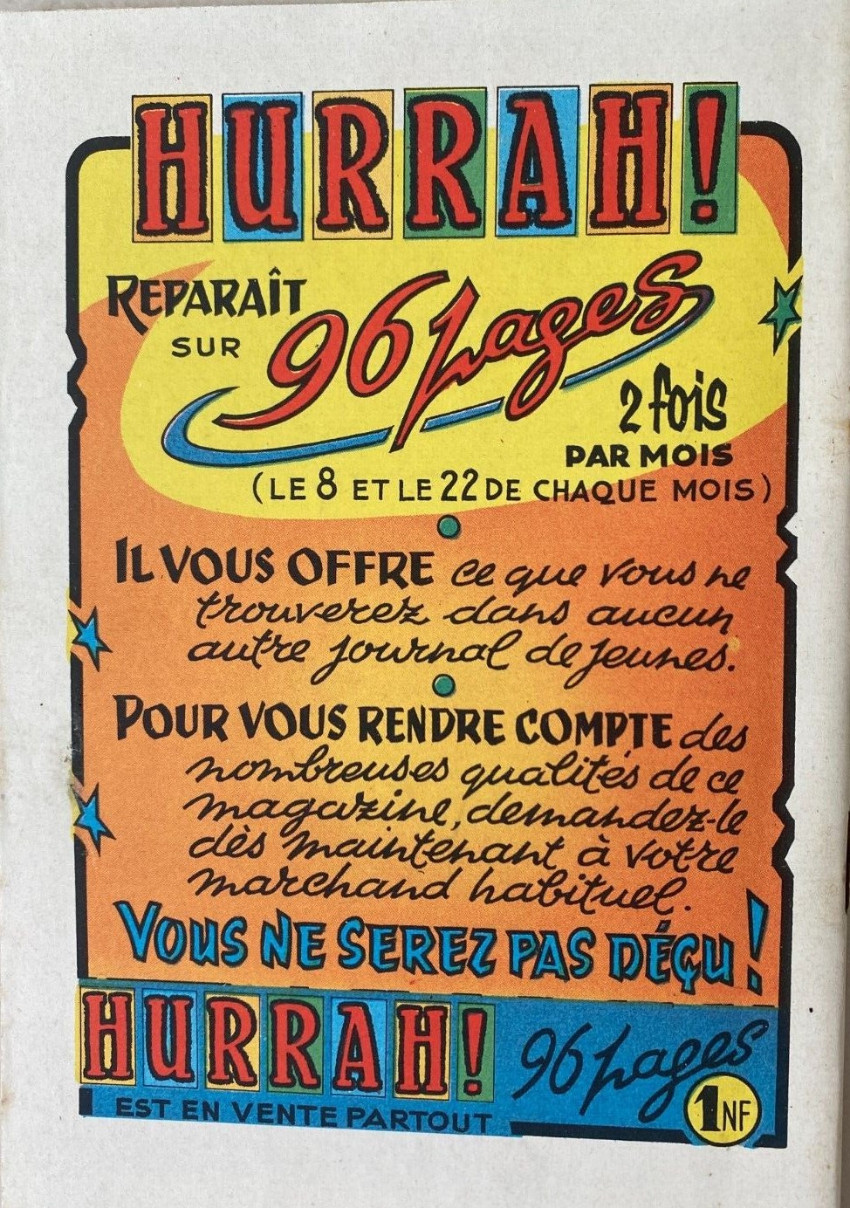 HURRAH!
REPARAÎT
SUR 96 pages
2 fois
PAR MOIS
(LE 8 ET LE 22 DE CHAQUE MOIS)
IL VOUS OFFRE ce que vous ne
trouverez dans aucun
autre journal de jeunes.
POUR VOUS RENDRE COMPTE des
nombreuses qualités de ce
magazine, demandez-le
dès maintenant à votre
marchand habituel.
VOUS NE SEREZ PAS DÉÇU!
HURRAH! 96 pages
EST EN VENTE PARTOUT
1NF